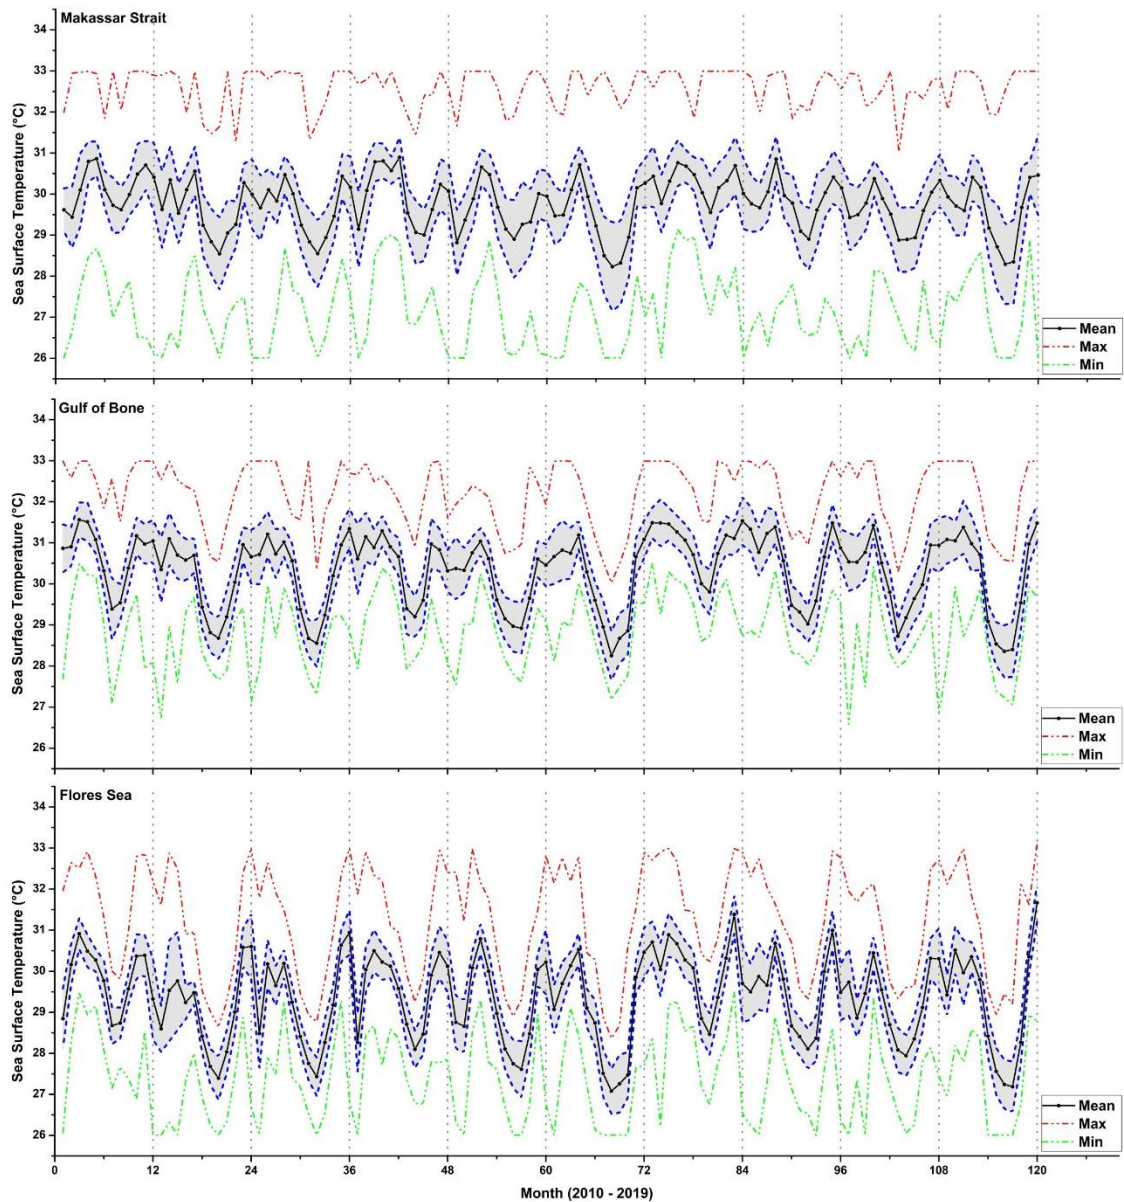 Makassar Strait
34
33
32
31
30
29
28
27
26
Sea Surface Temperature (°C)
Mean
Max
Min
Gulf of Bone
34
33
32
31
30
29
28
27
26
Sea Surface Temperature (°C)
Mean
Max
Min
Flores Sea
34
33
32
31
30
29
28
27
26
Sea Surface Temperature (°C)
Mean
Max
Min
0 12 24 36 48 60 72 84 96 108 120
Month (2010 - 2019)